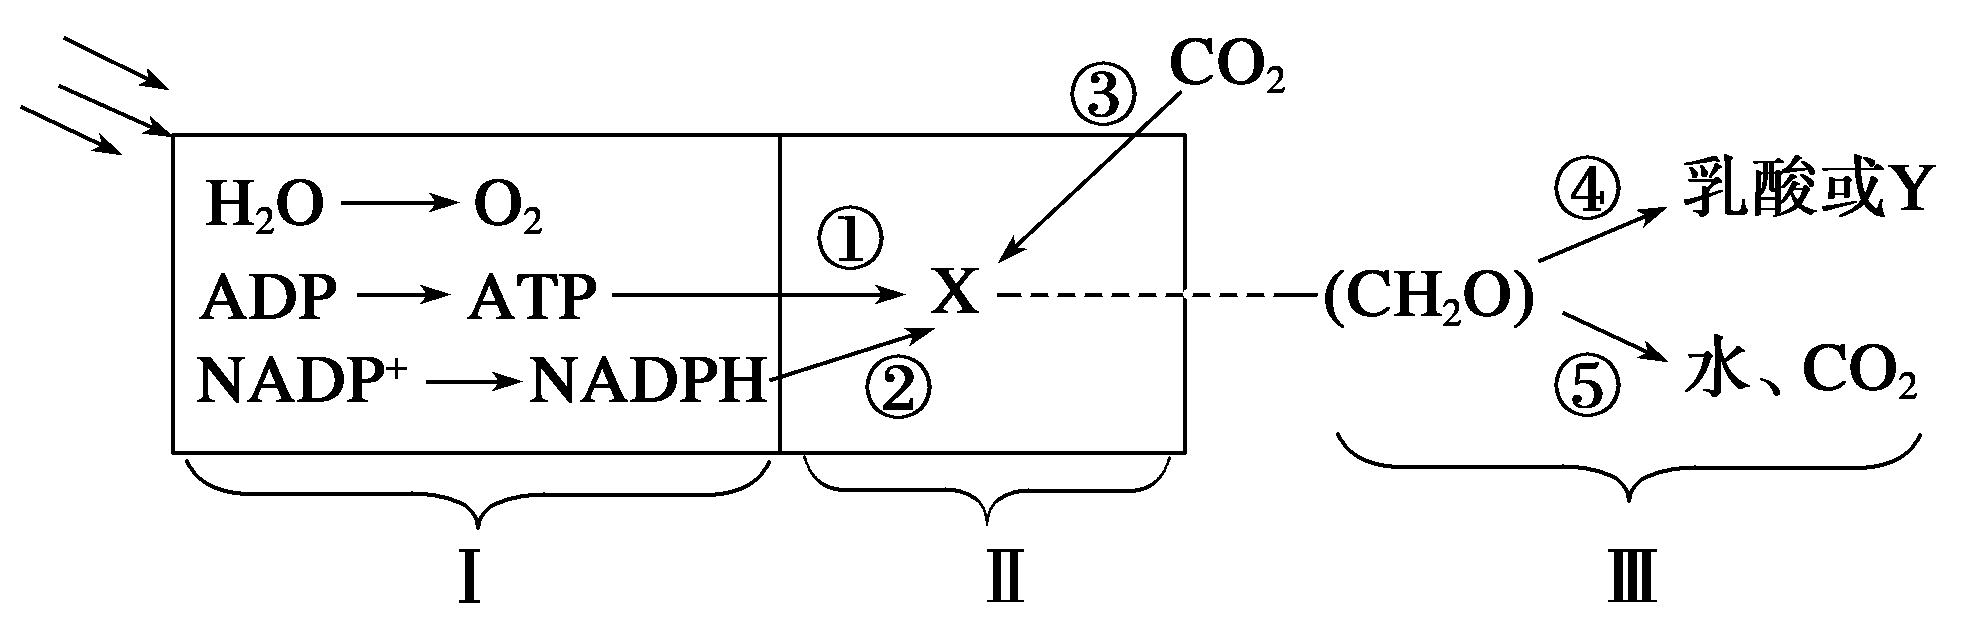 ③ CO₂
H₂O → O₂ ④ 乳酸或Y
①
ADP → ATP → X (CH₂O)
NADP⁺ → NADPH ② ⑤ 水、CO₂
Ⅰ Ⅱ Ⅲ